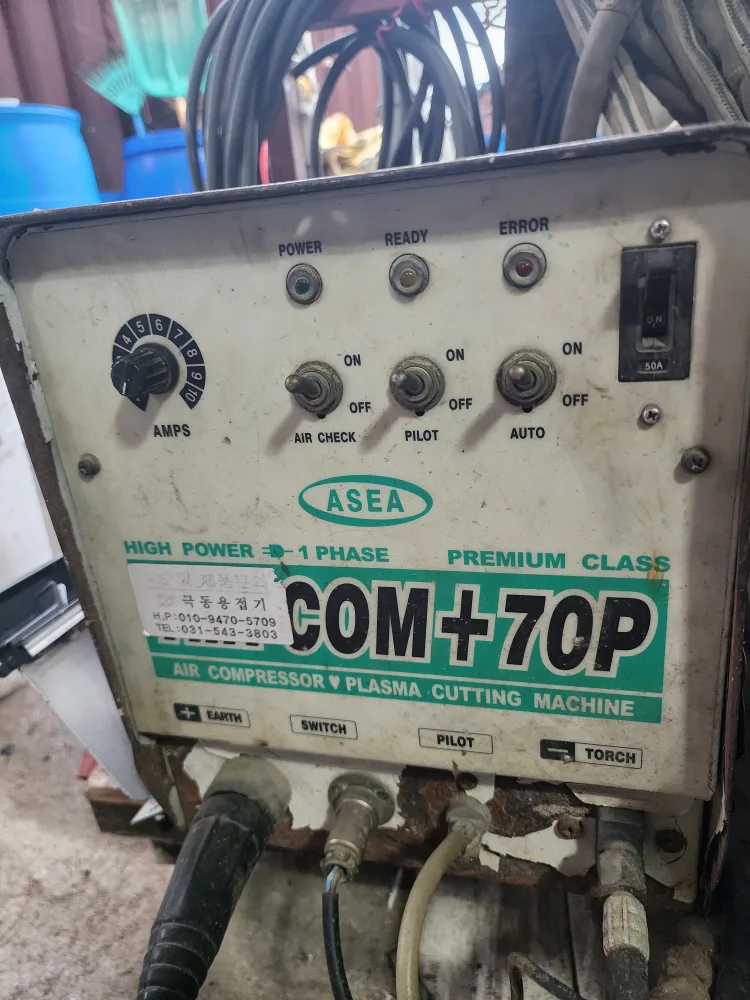 POWER
READY
ERROR
4 5 6 7 8 9 10
ON
ON
ON
ON
50A
OFF
OFF
OFF
AMPS
AIR CHECK
PILOT
AUTO
ASEA
HIGH POWER 1 PHASE
PREMIUM CLASS
극동용접기
H.P:010-9470-5709
TEL:031-543-3803
COM+70P
AIR COMPRESSOR♥PLASMA CUTTING MACHINE
+ EARTH
SWITCH
PILOT
− TORCH